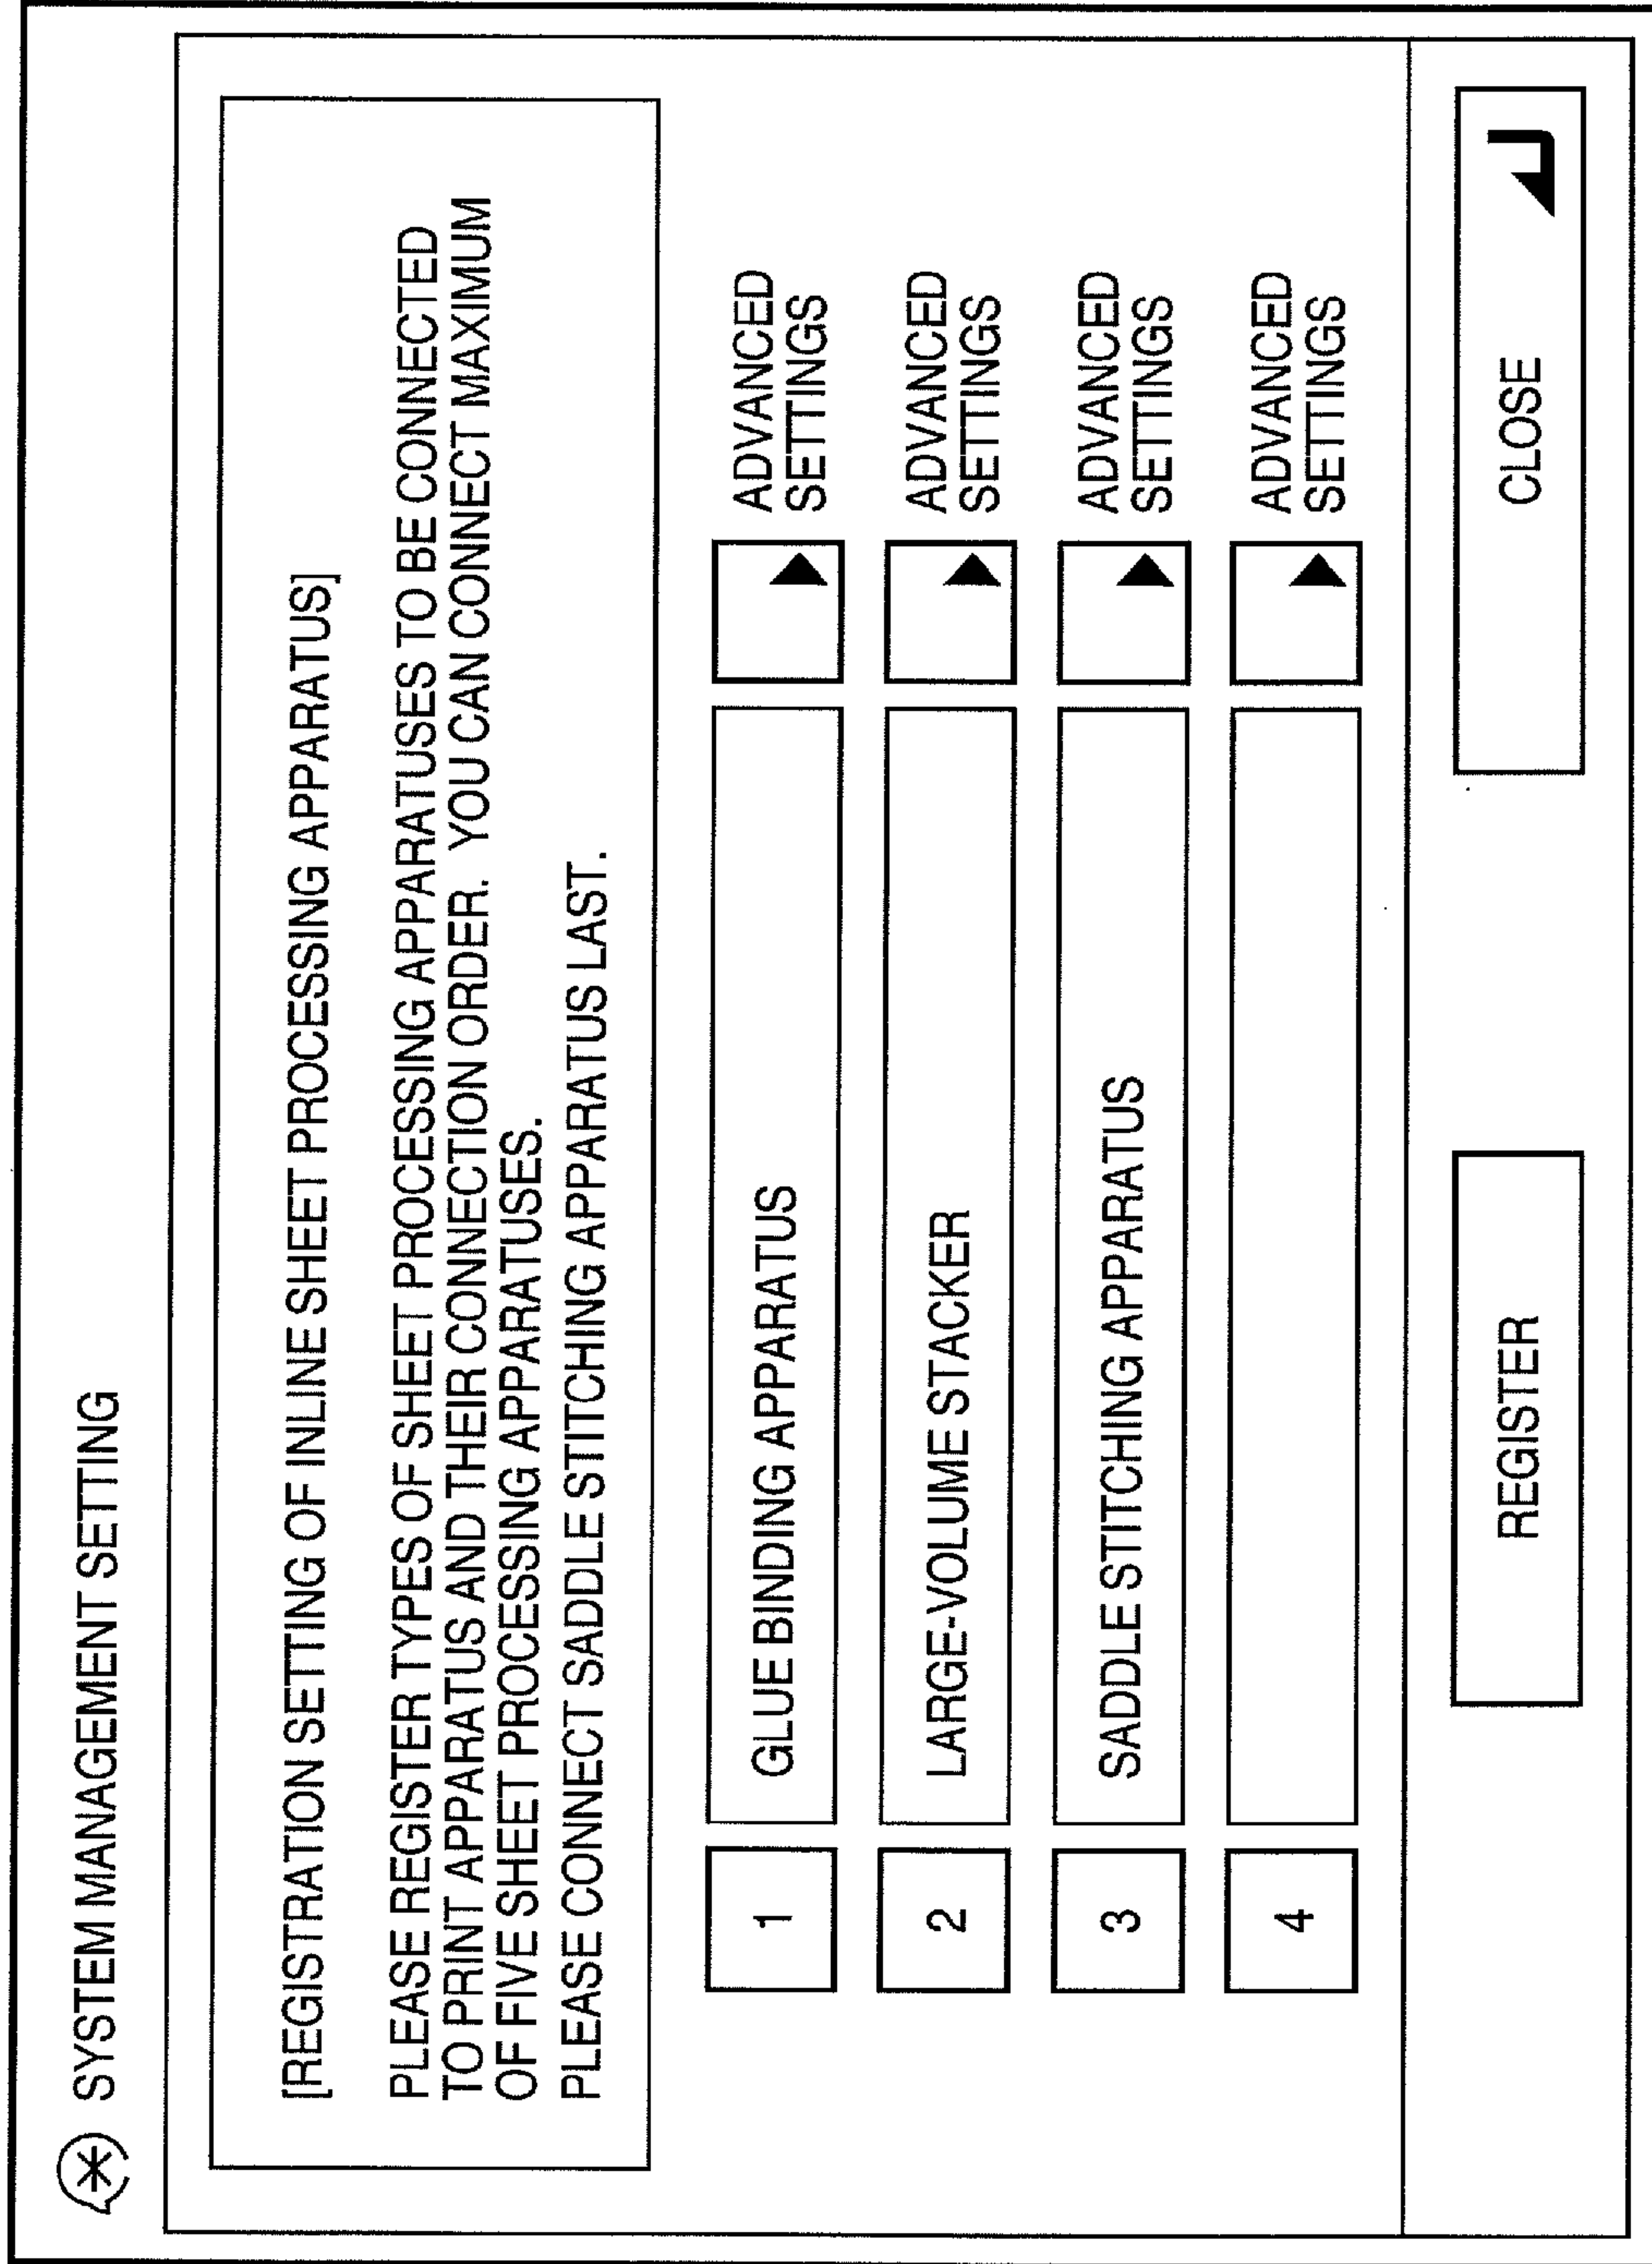 SYSTEM MANAGEMENT SETTING
[REGISTRATION SETTING OF INLINE SHEET PROCESSING APPARATUS]
PLEASE REGISTER TYPES OF SHEET PROCESSING APPARATUSES TO BE CONNECTED
TO PRINT APPARATUS AND THEIR CONNECTION ORDER. YOU CAN CONNECT MAXIMUM
OF FIVE SHEET PROCESSING APPARATUSES.
PLEASE CONNECT SADDLE STITCHING APPARATUS LAST.
1 GLUE BINDING APPARATUS ADVANCED
SETTINGS
2 LARGE-VOLUME STACKER ADVANCED
SETTINGS
3 SADDLE STITCHING APPARATUS ADVANCED
SETTINGS
4 ADVANCED
SETTINGS
REGISTER CLOSE